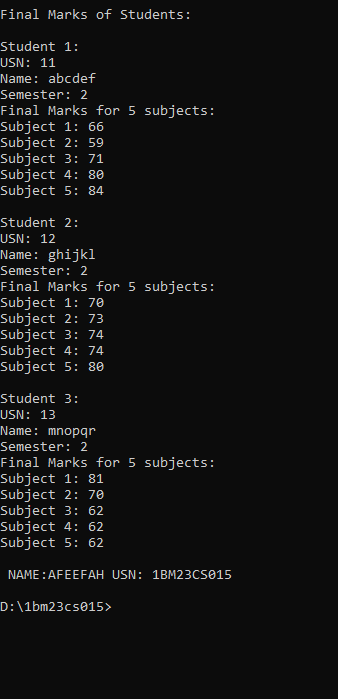 Final Marks of Students:
Student 1:
USN: 11
Name: abcdef
Semester: 2
Final Marks for 5 subjects:
Subject 1: 66
Subject 2: 59
Subject 3: 71
Subject 4: 80
Subject 5: 84
Student 2:
USN: 12
Name: ghijkl
Semester: 2
Final Marks for 5 subjects:
Subject 1: 70
Subject 2: 73
Subject 3: 74
Subject 4: 74
Subject 5: 80
Student 3:
USN: 13
Name: mnopqr
Semester: 2
Final Marks for 5 subjects:
Subject 1: 81
Subject 2: 70
Subject 3: 62
Subject 4: 62
Subject 5: 62
NAME:AFEEFAH USN: 1BM23CS015
D:\1bm23cs015>